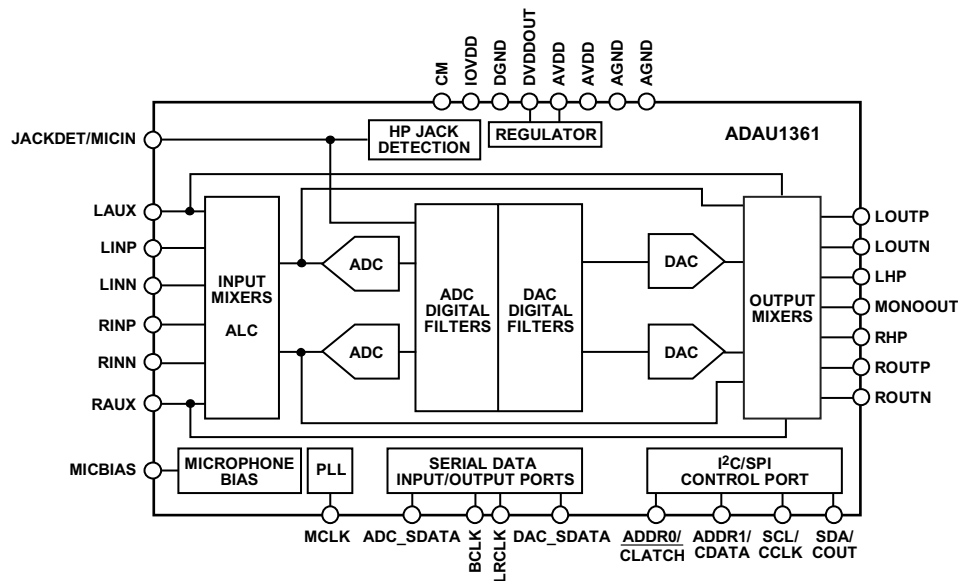 CM
IOVDD
DGND
DVDDOUT
AVDD
AVDD
AGND
AGND
JACKDET/MICIN
HP JACK
DETECTION
REGULATOR
ADAU1361
LAUX
LINP
LINN
RINP
RINN
RAUX
MICBIAS
INPUT
MIXERS
ALC
ADC
ADC
ADC
DIGITAL
FILTERS
DAC
DIGITAL
FILTERS
DAC
DAC
OUTPUT
MIXERS
LOUTP
LOUTN
LHP
MONOOUT
RHP
ROUTP
ROUTN
MICROPHONE
BIAS
PLL
SERIAL DATA
INPUT/OUTPUT PORTS
I²C/SPI
CONTROL PORT
MCLK
ADC_SDATA
BCLK
LRCLK
DAC_SDATA
ADDR0/
CLATCH
ADDR1/
CDATA
SCL/
CCLK
SDA/
COUT